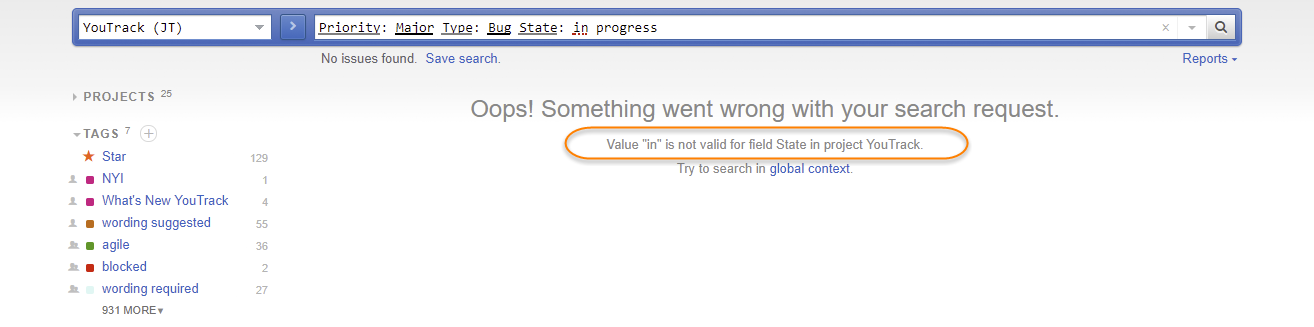 YouTrack (JT) Priority: Major Type: Bug State: in progress
No issues found. Save search. Reports
PROJECTS 25
Oops! Something went wrong with your search request.
TAGS 7
Value "in" is not valid for field State in project YouTrack.
Try to search in global context.
Star 129
NYI 1
What's New YouTrack 4
wording suggested 55
agile 36
blocked 2
wording required 27
931 MORE